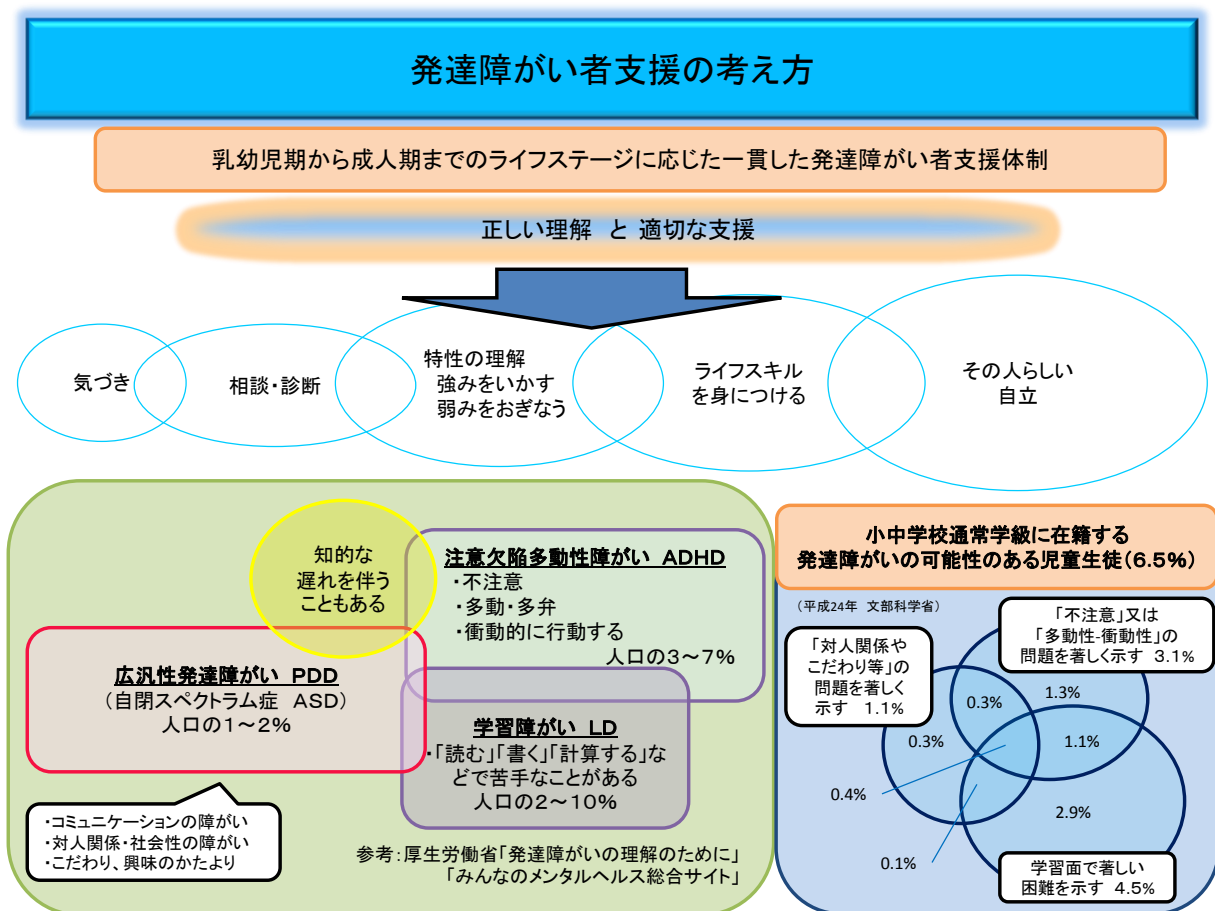 発達障がい者支援の考え方
乳幼児期から成人期までのライフステージに応じた一貫した発達障がい者支援体制
正しい理解 と 適切な支援
気づき
相談・診断
特性の理解
強みをいかす
弱みをおぎなう
ライフスキル
を身につける
その人らしい
自立
知的な
遅れを伴う
こともある
注意欠陥多動性障がい ADHD
・不注意
・多動・多弁
・衝動的に行動する
人口の3～7%
広汎性発達障がい PDD
(自閉スペクトラム症 ASD)
人口の1～2%
学習障がい LD
・「読む」「書く」「計算する」な
どで苦手なことがある
人口の2～10%
・コミュニケーションの障がい
・対人関係・社会性の障がい
・こだわり、興味のかたより
参考：厚生労働省「発達障がいの理解のために」
「みんなのメンタルヘルス総合サイト」
小中学校通常学級に在籍する
発達障がいの可能性のある児童生徒(6.5%)
(平成24年 文部科学省)
「不注意」又は
「多動性-衝動性」の
問題を著しく示す 3.1%
「対人関係や
こだわり等」の
問題を著しく
示す 1.1%
0.3%
1.3%
0.3%
1.1%
0.4%
2.9%
0.1%
学習面で著しい
困難を示す 4.5%